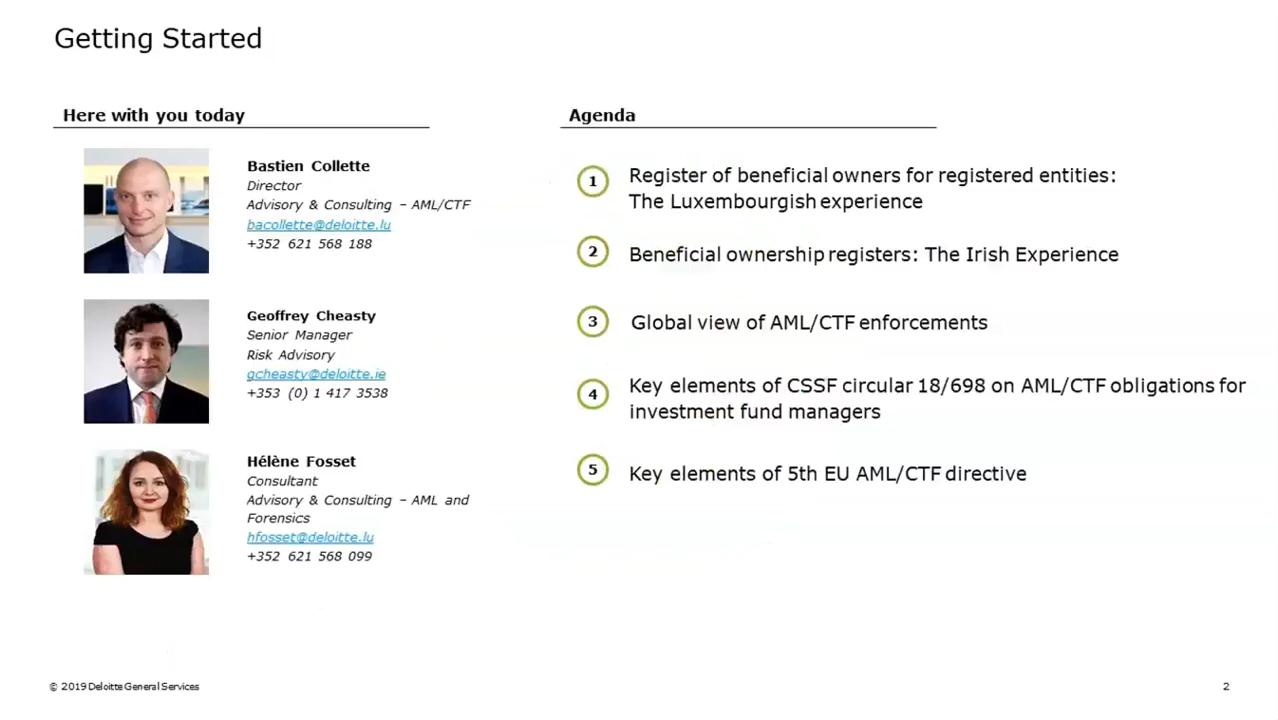 Getting Started
Here with you today
Bastien Collette
Director
Advisory & Consulting – AML/CTF
bacollette@deloitte.lu
+352 621 568 188
Geoffrey Cheasty
Senior Manager
Risk Advisory
gcheasty@deloitte.ie
+353 (0) 1 417 3538
Hélène Fosset
Consultant
Advisory & Consulting – AML and
Forensics
hfosset@deloitte.lu
+352 621 568 099
Agenda
1 Register of beneficial owners for registered entities:
The Luxembourgish experience
2 Beneficial ownership registers: The Irish Experience
3 Global view of AML/CTF enforcements
4 Key elements of CSSF circular 18/698 on AML/CTF obligations for
investment fund managers
5 Key elements of 5th EU AML/CTF directive
© 2019 Deloitte General Services
2